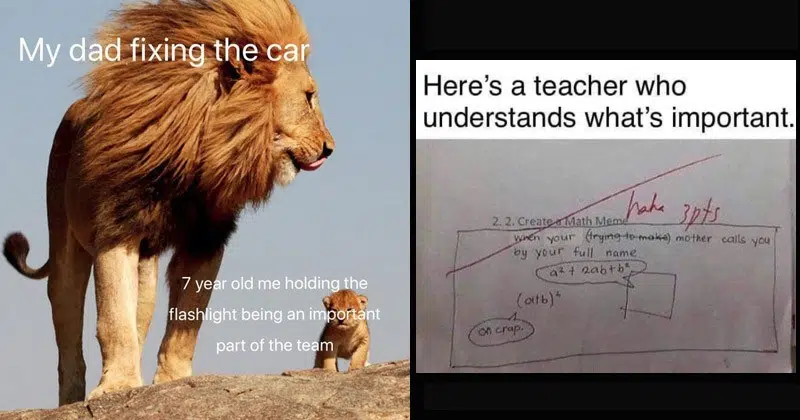 My dad fixing the car
7 year old me holding the
flashlight being an important
part of the team
Here's a teacher who
understands what's important.
haha 3pts
2. 2. Create a Math Meme
when your (trying to make) mother calls you
by your full name
a² + 2ab + b²
(a+b)²
oh crap.